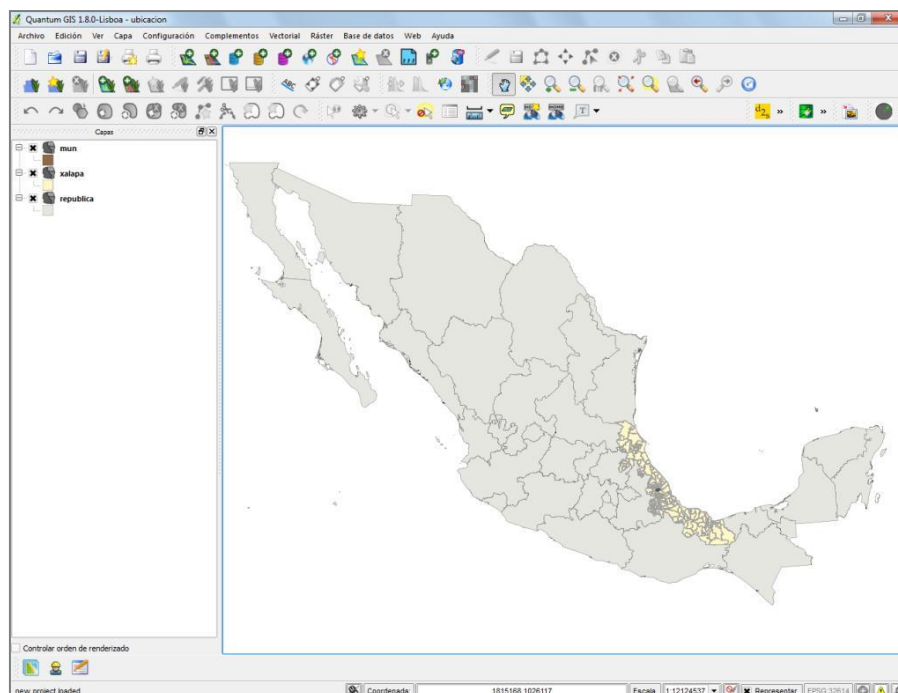 Quantum GIS 1.8.0-Lisboa - ubicacion
Archivo Edición Ver Capa Configuración Complementos Vectorial Ráster Base de datos Web Ayuda
Capas
mun
xalapa
republica
Controlar orden de renderizado
new project loaded Coordenada: 1815168,1026117 Escala 1:12124537 Representar EPSG:32614